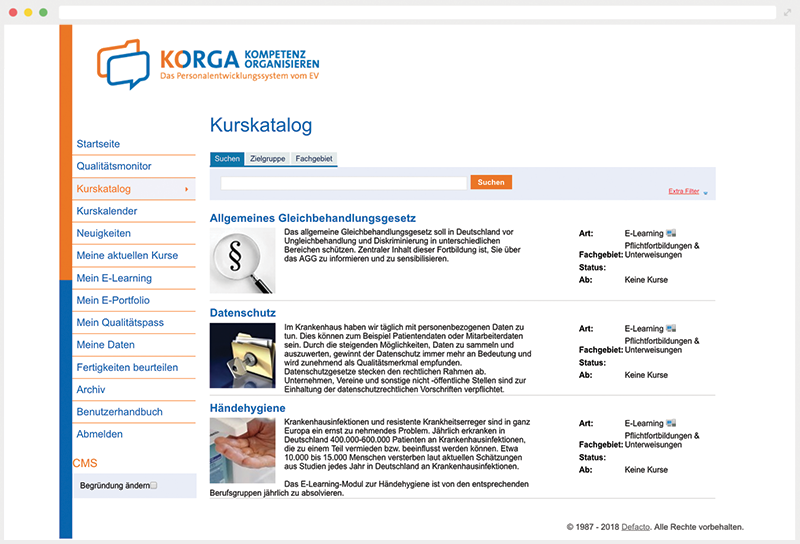 KORGA KOMPETENZ ORGANISIEREN
Das Personalentwicklungssystem vom EV
Startseite
Qualitätsmonitor
Kurskatalog
Kurskalender
Neuigkeiten
Meine aktuellen Kurse
Mein E-Learning
Mein E-Portfolio
Mein Qualitätspass
Meine Daten
Fertigkeiten beurteilen
Archiv
Benutzerhandbuch
Abmelden
CMS
Begründung ändern
Kurskatalog
Suchen Zielgruppe Fachgebiet
Suchen
Extra Filter
Allgemeines Gleichbehandlungsgesetz
§
Das allgemeine Gleichbehandlungsgesetz soll in Deutschland vor
Ungleichbehandlung und Diskriminierung in unterschiedlichen
Bereichen schützen. Zentraler Inhalt dieser Fortbildung ist, Sie über
das AGG zu informieren und zu sensibilisieren.
Art: E-Learning
Pflichtfortbildungen &
Fachgebiet: Unterweisungen
Status:
Ab: Keine Kurse
Datenschutz
Im Krankenhaus haben wir täglich mit personenbezogenen Daten zu
tun. Dies können zum Beispiel Patientendaten oder Mitarbeiterdaten
sein. Durch die steigenden Möglichkeiten, Daten zu sammeln und
auszuwerten, gewinnt der Datenschutz immer mehr an Bedeutung und
wird zunehmend als Qualitätsmerkmal empfunden.
Datenschutzgesetze stecken den rechtlichen Rahmen ab.
Unternehmen, Vereine und sonstige nicht -öffentliche Stellen sind zur
Einhaltung der datenschutzrechtlichen Vorschriften verpflichtet.
Art: E-Learning
Pflichtfortbildungen &
Fachgebiet: Unterweisungen
Status:
Ab: Keine Kurse
Händehygiene
Krankenhausinfektionen und resistente Krankheitserreger sind in ganz
Europa ein ernst zu nehmendes Problem. Jährlich erkranken in
Deutschland 400.000-600.000 Patienten an Krankenhausinfektionen,
die zu einem Teil vermieden bzw. beeinflusst werden können. Etwa
10.000 bis 15.000 Menschen versterben laut aktuellen Schätzungen
aus Studien jedes Jahr in Deutschland an Krankenhausinfektionen.
Das E-Learning-Modul zur Händehygiene ist von den entsprechenden
Berufsgruppen jährlich zu absolvieren.
Art: E-Learning
Pflichtfortbildungen &
Fachgebiet: Unterweisungen
Status:
Ab: Keine Kurse
© 1987 - 2018 Defacto. Alle Rechte vorbehalten.